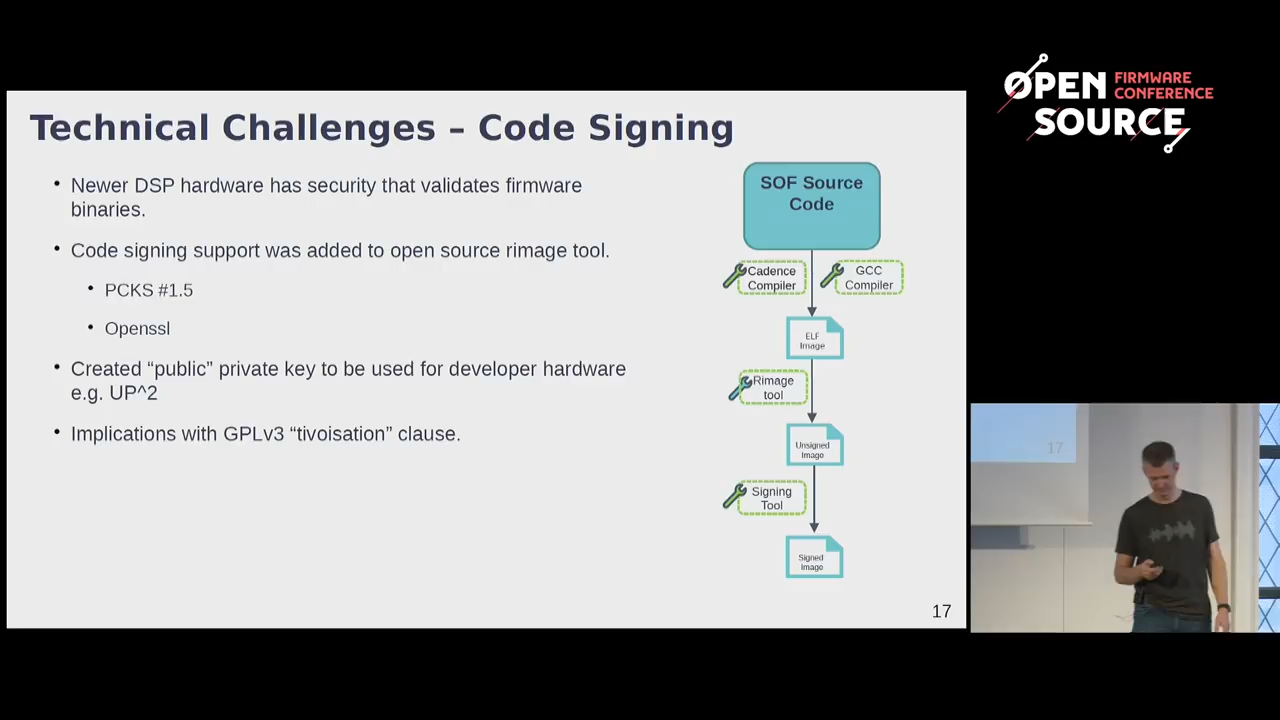 OPEN FIRMWARE
CONFERENCE
SOURCE
Technical Challenges – Code Signing
• Newer DSP hardware has security that validates firmware
binaries.
• Code signing support was added to open source rimage tool.
• PCKS #1.5
• Openssl
• Created “public” private key to be used for developer hardware
e.g. UP^2
• Implications with GPLv3 “tivoisation” clause.
SOF Source
Code
Cadence
Compiler
GCC
Compiler
ELF
Image
Rimage
tool
Unsigned
Image
Signing
Tool
Signed
Image
17
17